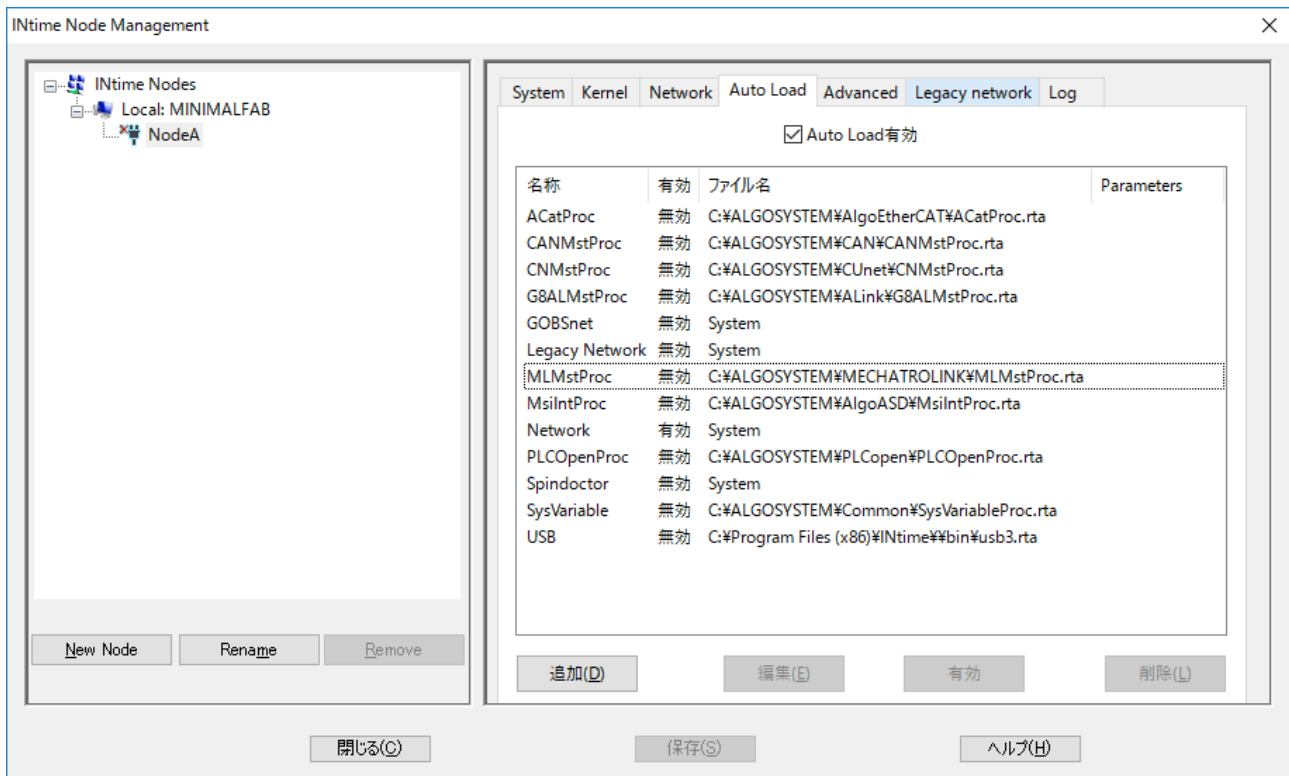 INtime Node Management
INtime Nodes
Local: MINIMALFAB
NodeA
New Node Rename Remove
System Kernel Network Auto Load Advanced Legacy network Log
Auto Load有効
名称 有効 ファイル名 Parameters
ACatProc 無効 C:¥ALGOSYSTEM¥AlgoEtherCAT¥ACatProc.rta
CANMstProc 無効 C:¥ALGOSYSTEM¥CAN¥CANMstProc.rta
CNMstProc 無効 C:¥ALGOSYSTEM¥CUnet¥CNMstProc.rta
G8ALMstProc 無効 C:¥ALGOSYSTEM¥ALink¥G8ALMstProc.rta
GOBSnet 無効 System
Legacy Network 無効 System
MLMstProc 無効 C:¥ALGOSYSTEM¥MECHATROLINK¥MLMstProc.rta
MsiIntProc 無効 C:¥ALGOSYSTEM¥AlgoASD¥MsiIntProc.rta
Network 有効 System
PLCOpenProc 無効 C:¥ALGOSYSTEM¥PLCopen¥PLCOpenProc.rta
Spindoctor 無効 System
SysVariable 無効 C:¥ALGOSYSTEM¥Common¥SysVariableProc.rta
USB 無効 C:¥Program Files (x86)¥INtime¥¥bin¥usb3.rta
追加(D) 編集(E) 有効 削除(L)
閉じる(C) 保存(S) ヘルプ(H)